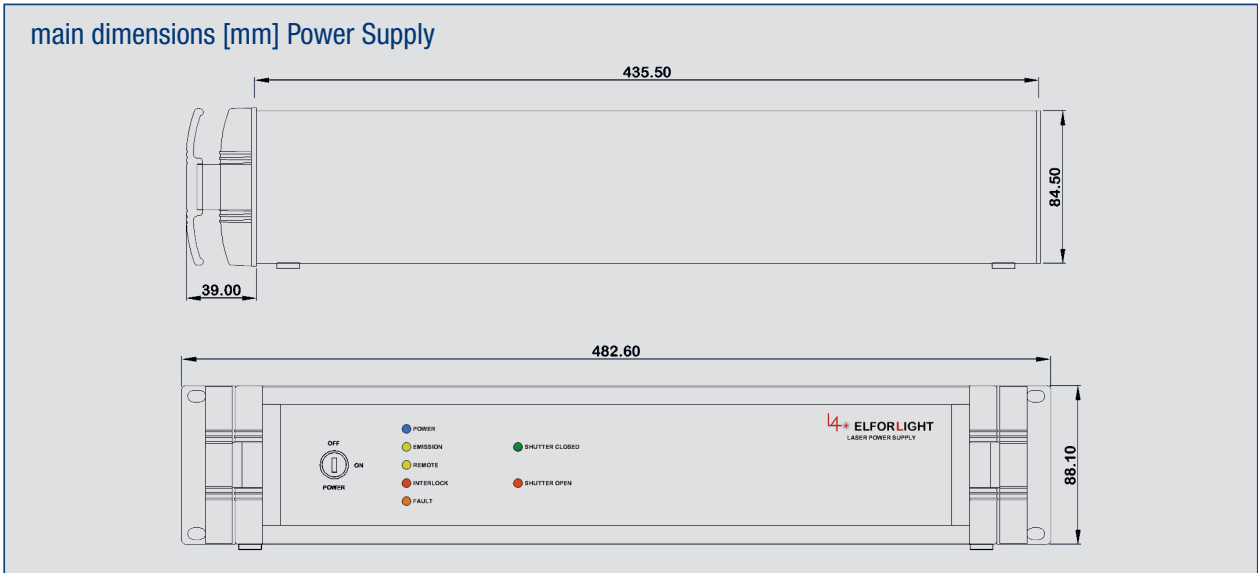 main dimensions [mm] Power Supply
435.50
84.50
39.00
482.60
L4 ELFORLIGHT
LASER POWER SUPPLY
POWER
OFF
EMISSION
SHUTTER CLOSED
ON
REMOTE
POWER
INTERLOCK
SHUTTER OPEN
FAULT
88.10